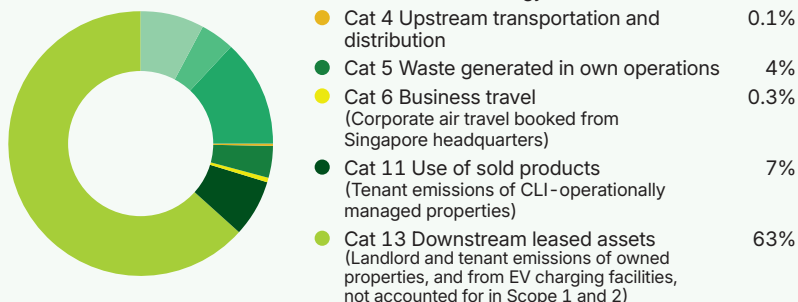 Cat 4 Upstream transportation and 0.1%
distribution
Cat 5 Waste generated in own operations 4%
Cat 6 Business travel 0.3%
(Corporate air travel booked from
Singapore headquarters)
Cat 11 Use of sold products 7%
(Tenant emissions of CLI-operationally
managed properties)
Cat 13 Downstream leased assets 63%
(Landlord and tenant emissions of owned
properties, and from EV charging facilities,
not accounted for in Scope 1 and 2)